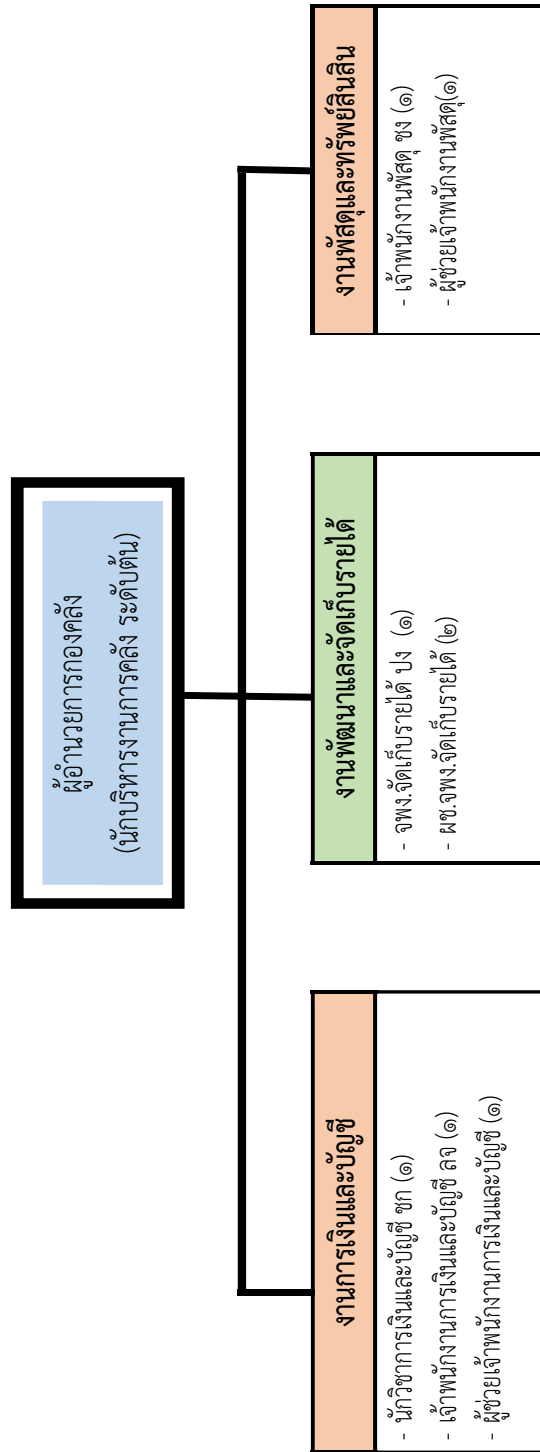 ผู้อำนวยการกองคลัง
(นักบริหารงานการคลัง ระดับต้น)
งานการเงินและบัญชี
- นักวิชาการเงินและบัญชี ชก (๑)
- เจ้าพนักงานการเงินและบัญชี ลจ (๑)
- ผู้ช่วยเจ้าพนักงานการเงินและบัญชี (๑)
งานพัฒนาและจัดเก็บรายได้
- จพง.จัดเก็บรายได้ ปง (๑)
- ผช.จพง.จัดเก็บรายได้ (๒)
งานพัสดุและทรัพย์สินสิน
- เจ้าพนักงานพัสดุ ชง (๑)
- ผู้ช่วยเจ้าพนักงานพัสดุ(๑)